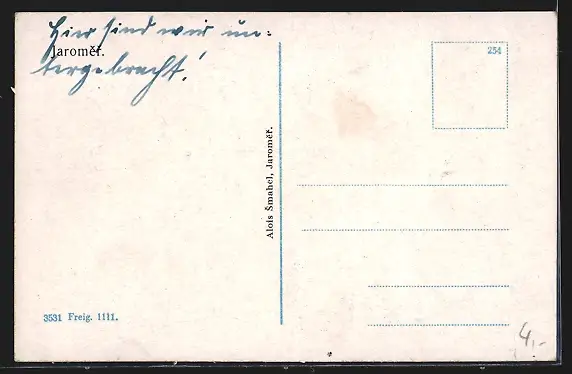 Hier sind wir un-
Jaroměř.
tergebracht!
254
Alois Šmahel, Jaroměř.
3531 Freig. 1111.
4,-